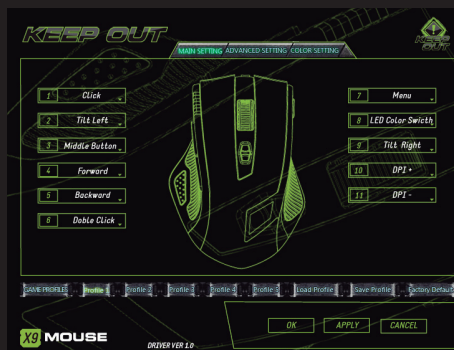 KEEP OUT
KEEP OUT
MAIN SETTING ADVANCED SETTING COLOR SETTING
1 Click
2 Tilt Left
3 Middle Button
4 Forward
5 Backward
6 Doble Click
7 Menu
8 LED Color Swicth
9 Tilt Right
10 DPI +
11 DPI -
GAME PROFILES Profile 1 Profile 2 Profile 3 Profile 4 Profile 5 Load Profile Save Profile Factory Default
OK APPLY CANCEL
X9 MOUSE
DRIVER VER 1.0